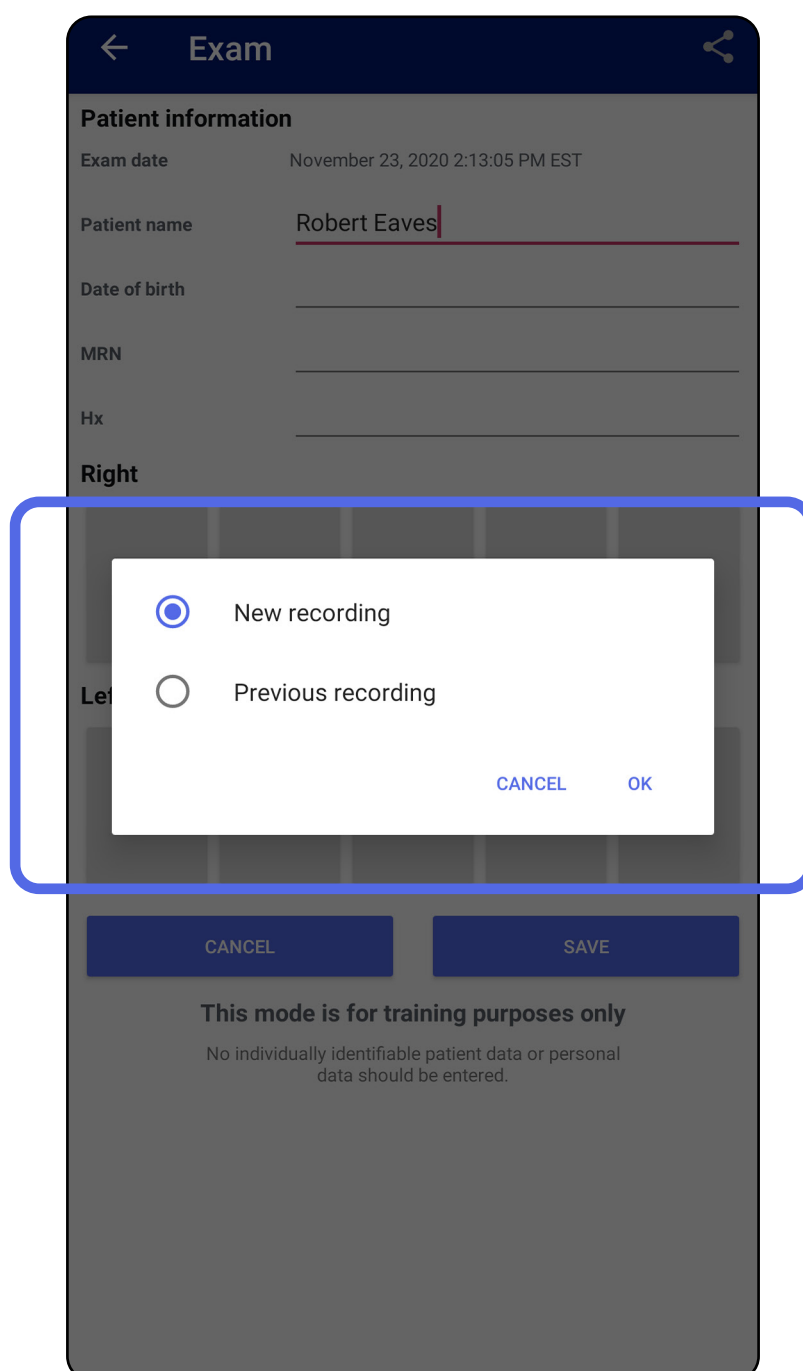 Exam
Patient information
Exam date November 23, 2020 2:13:05 PM EST
Patient name Robert Eaves
Date of birth
MRN
Hx
Right
New recording
Previous recording
CANCEL OK
CANCEL SAVE
This mode is for training purposes only
No individually identifiable patient data or personal
data should be entered.